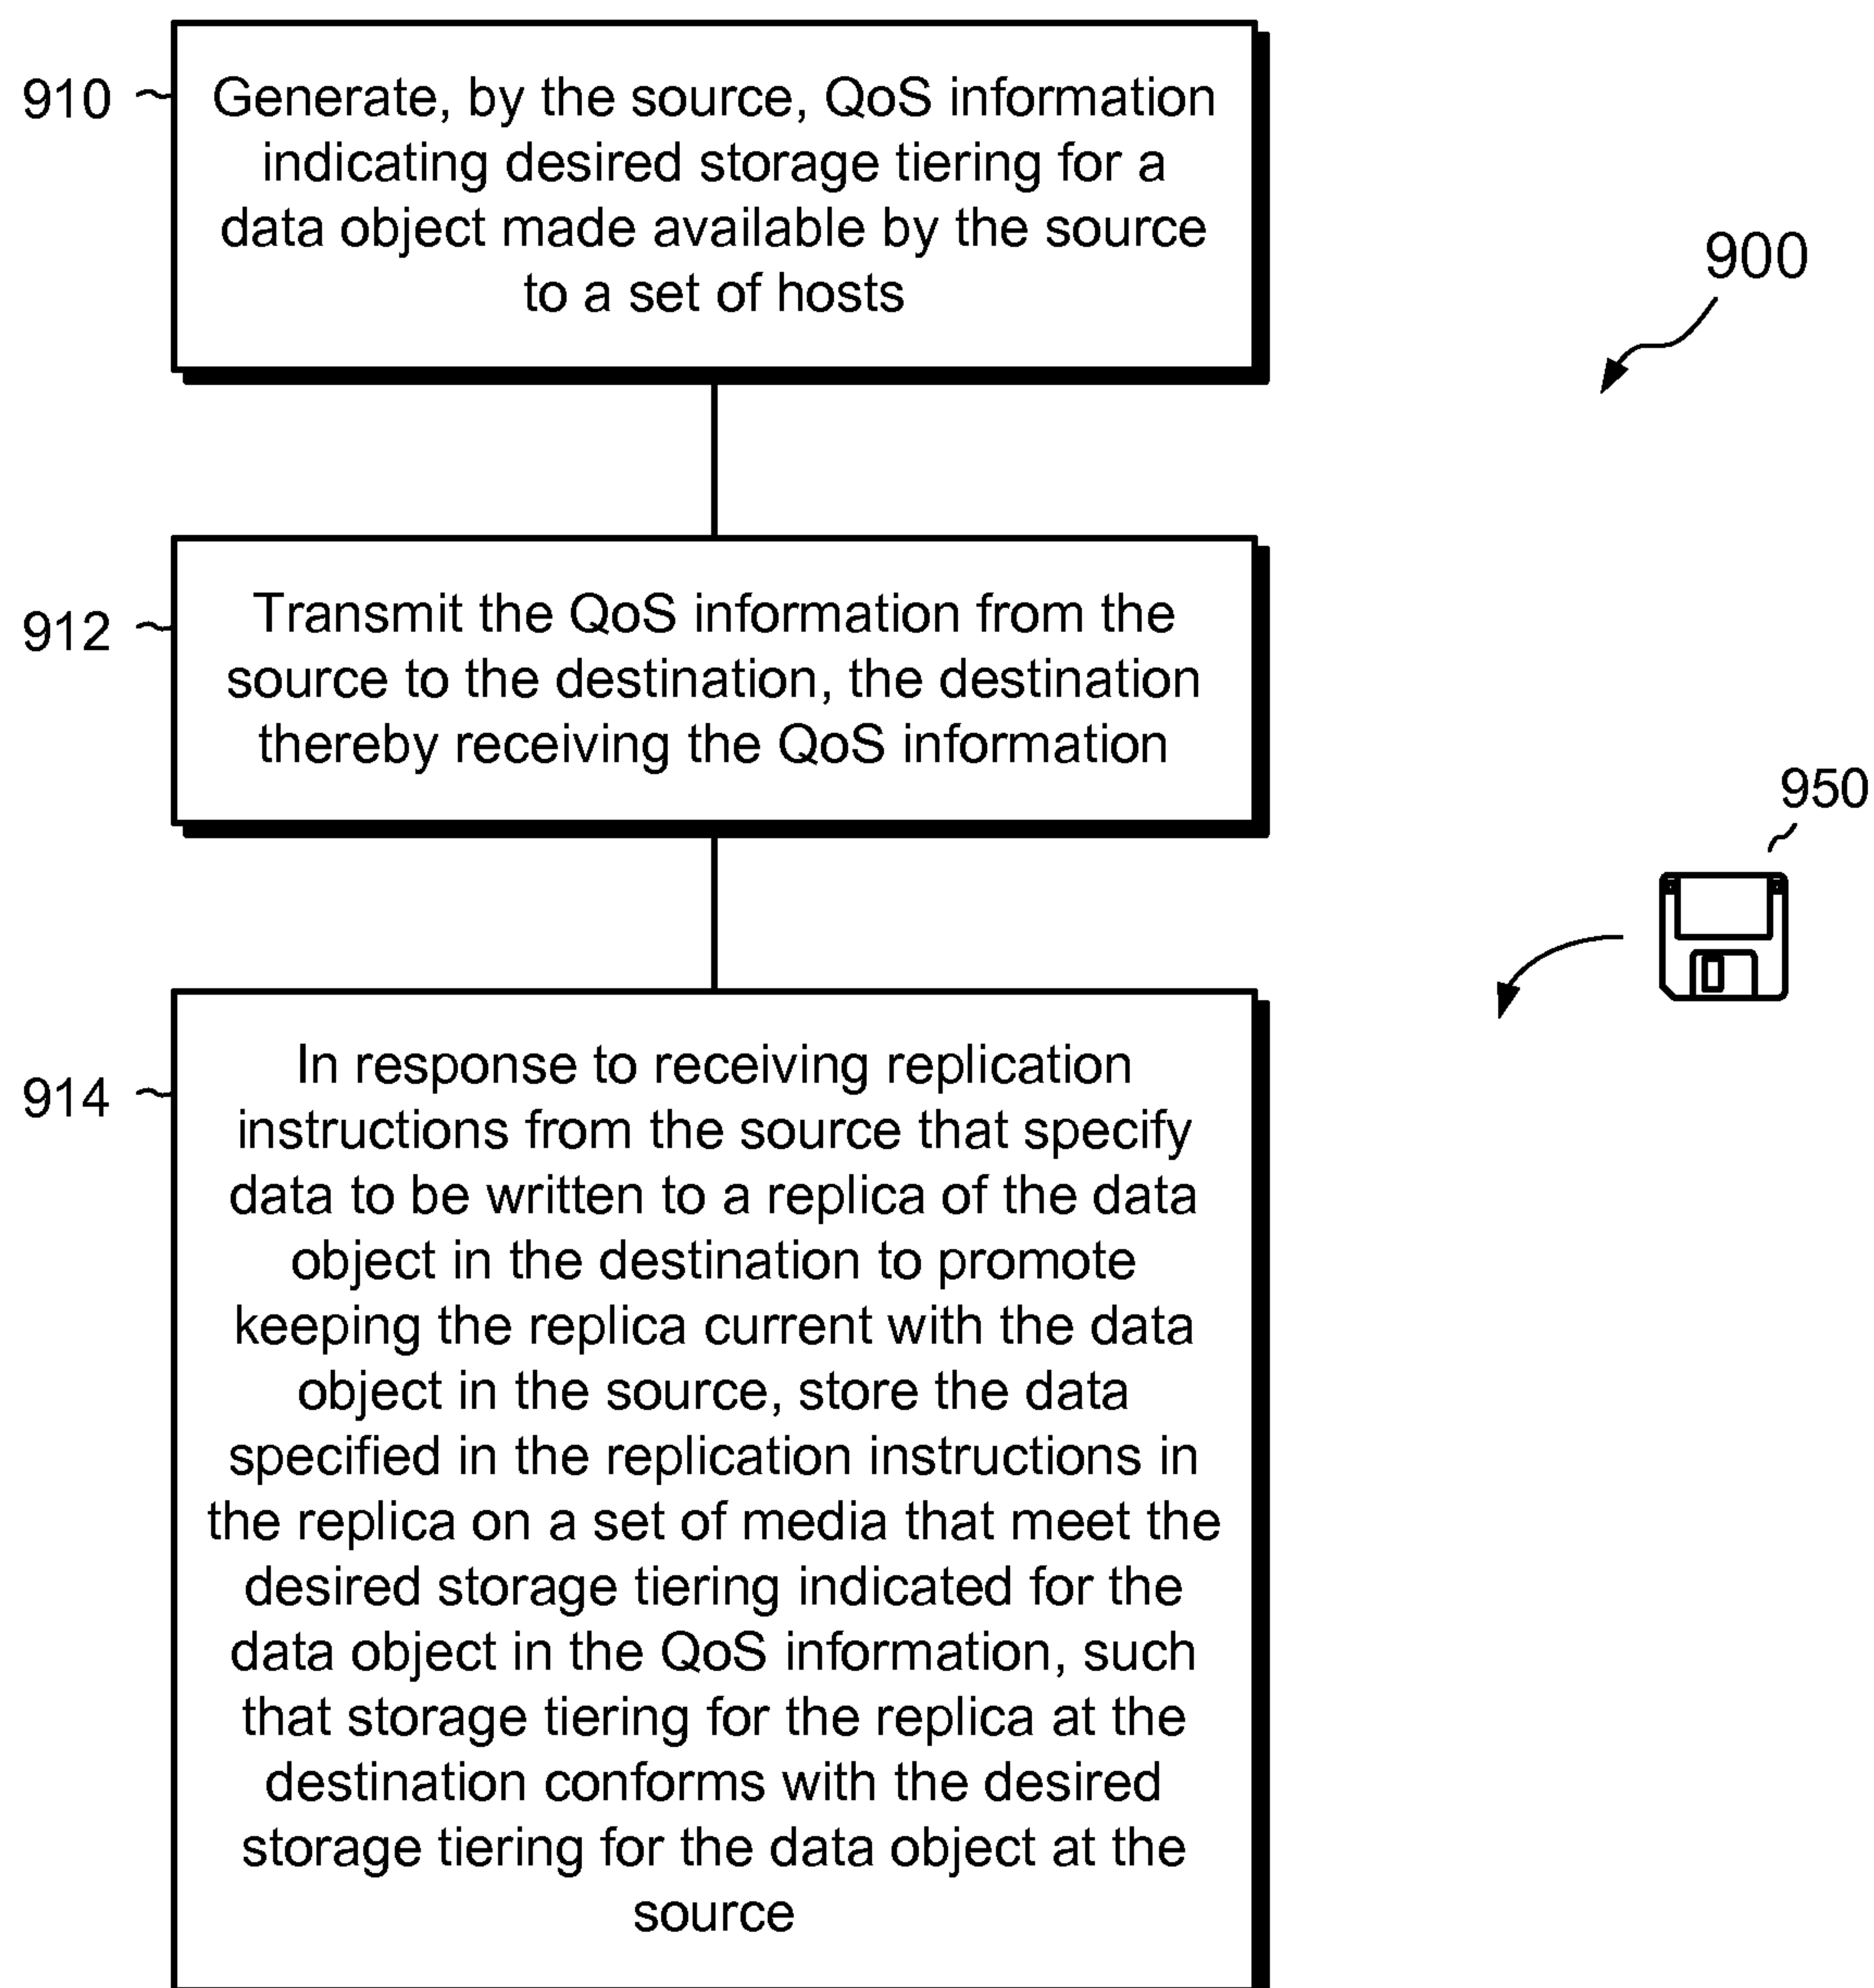 910
Generate, by the source, QoS information
indicating desired storage tiering for a
data object made available by the source
to a set of hosts
900
912
Transmit the QoS information from the
source to the destination, the destination
thereby receiving the QoS information
950
914
In response to receiving replication
instructions from the source that specify
data to be written to a replica of the data
object in the destination to promote
keeping the replica current with the data
object in the source, store the data
specified in the replication instructions in
the replica on a set of media that meet the
desired storage tiering indicated for the
data object in the QoS information, such
that storage tiering for the replica at the
destination conforms with the desired
storage tiering for the data object at the
source